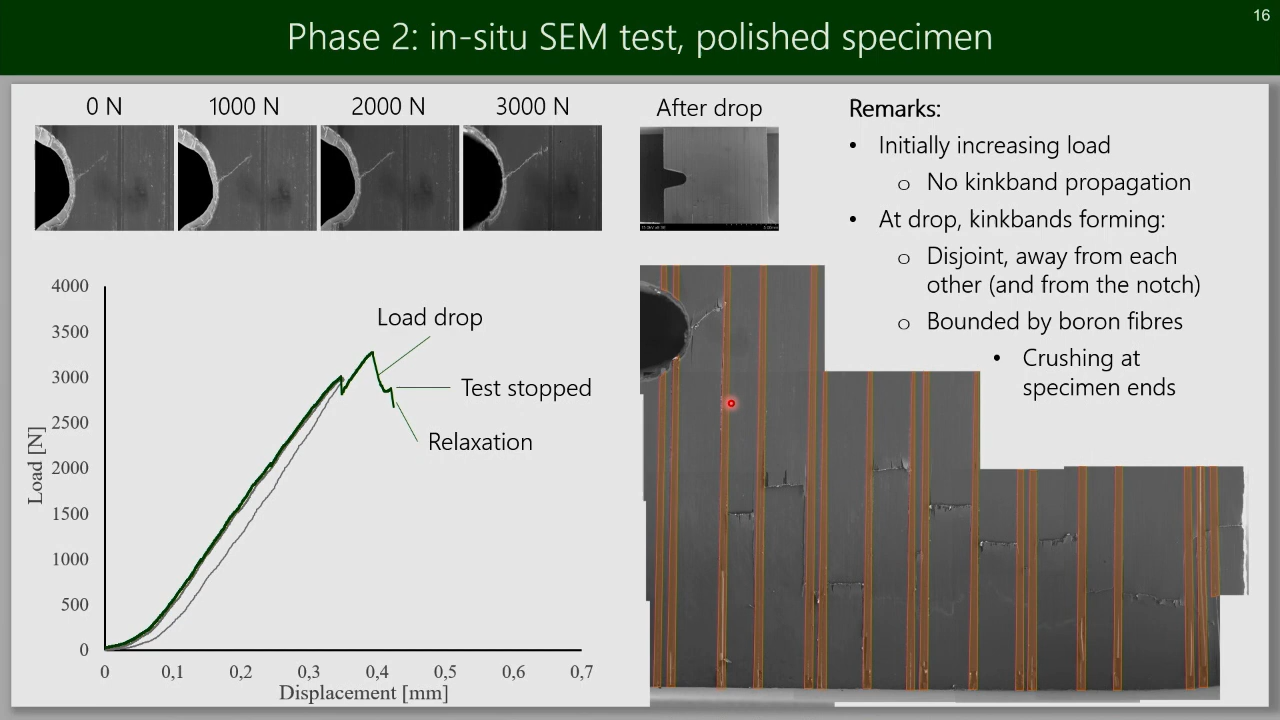 16
Phase 2: in-situ SEM test, polished specimen
0 N
1000 N
2000 N
3000 N
After drop
Remarks:
• Initially increasing load
o No kinkband propagation
• At drop, kinkbands forming:
o Disjoint, away from each
other (and from the notch)
o Bounded by boron fibres
• Crushing at
specimen ends
Load drop
Test stopped
Relaxation
4000
3500
3000
2500
2000
1500
1000
500
0
Load [N]
0
0,1
0,2
0,3
0,4
0,5
0,6
0,7
Displacement [mm]